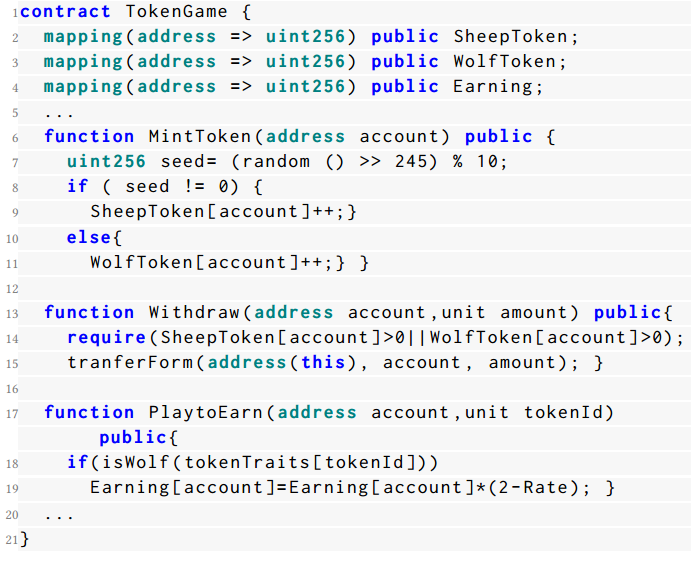 1contract TokenGame {
2  mapping(address => uint256) public SheepToken;
3  mapping(address => uint256) public WolfToken;
4  mapping(address => uint256) public Earning;
5  ...
6  function MintToken(address account) public {
7    uint256 seed= (random () >> 245) % 10;
8    if ( seed != 0) {
9      SheepToken[account]++;}
10    else{
11      WolfToken[account]++;} }
12
13  function Withdraw(address account,unit amount) public{
14    require(SheepToken[account]>0||WolfToken[account]>0);
15    tranferForm(address(this), account, amount); }
16
17  function PlaytoEarn(address account,unit tokenId)
public{
18    if(isWolf(tokenTraits[tokenId]))
19      Earning[account]=Earning[account]*(2-Rate); }
20  ...
21}